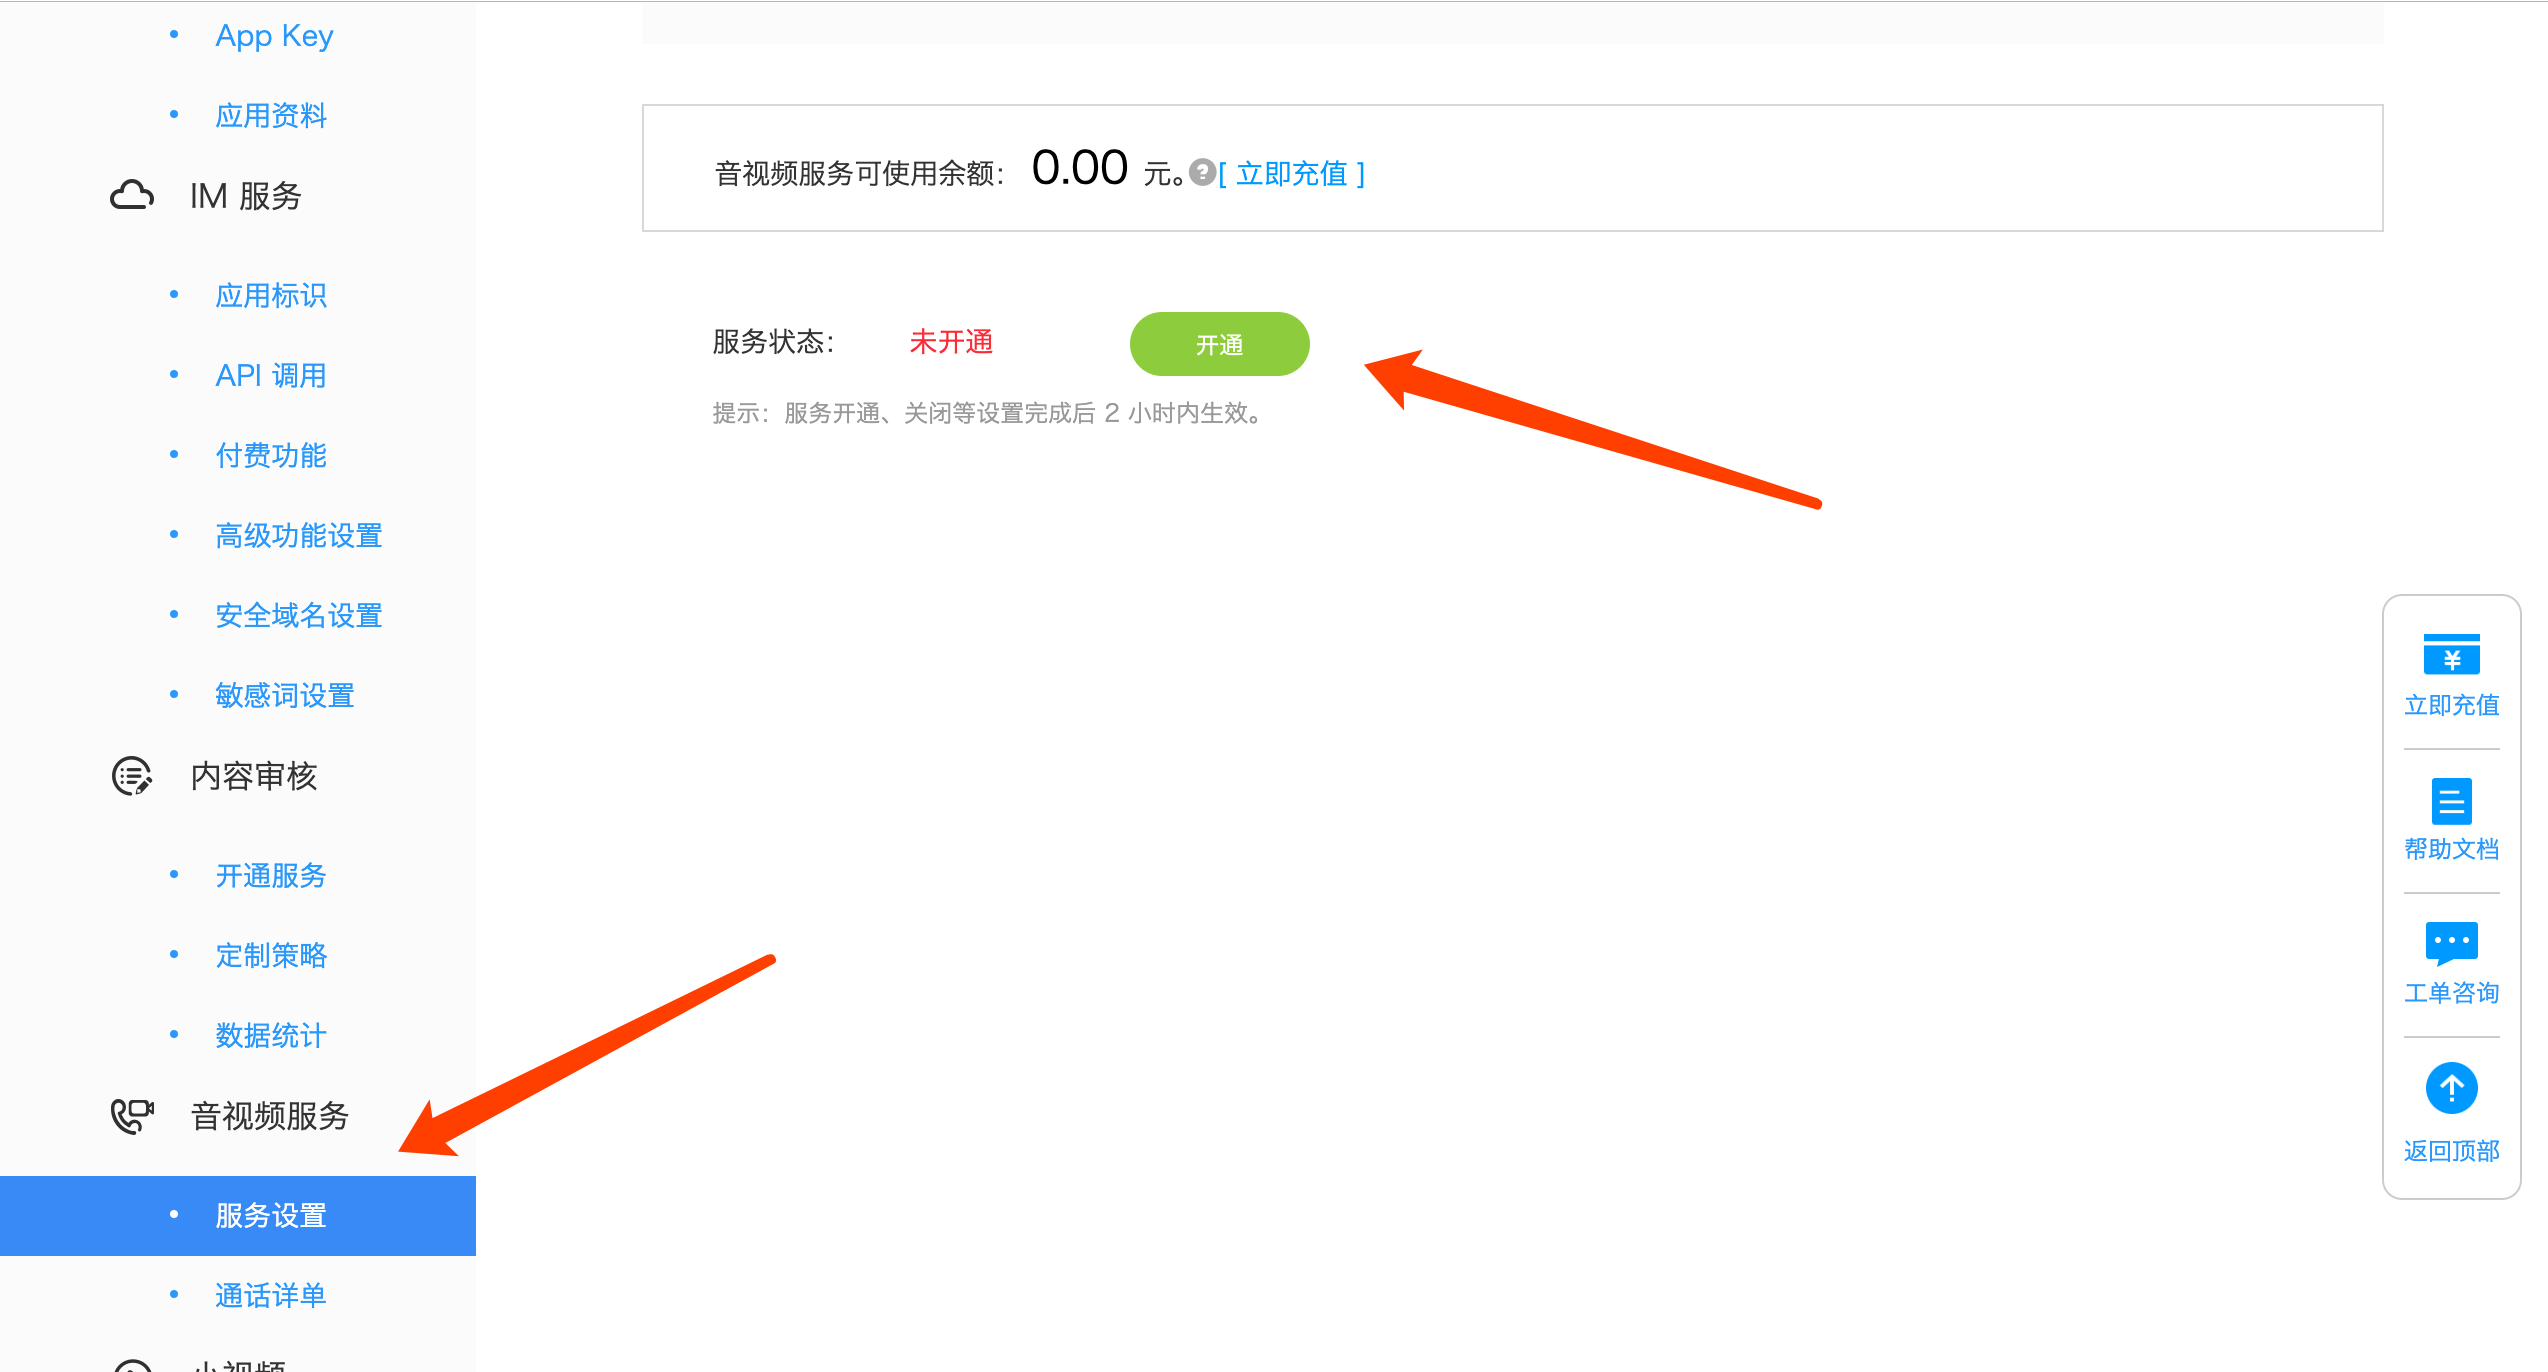 App Key
应用资料
IM 服务
应用标识
API 调用
付费功能
高级功能设置
安全域名设置
敏感词设置
内容审核
开通服务
定制策略
数据统计
音视频服务
服务设置
通话详单
小视频
音视频服务可使用余额： 0.00 元。?[ 立即充值 ]
服务状态： 未开通 开通
提示：服务开通、关闭等设置完成后 2 小时内生效。
¥
立即充值
帮助文档
工单咨询
返回顶部